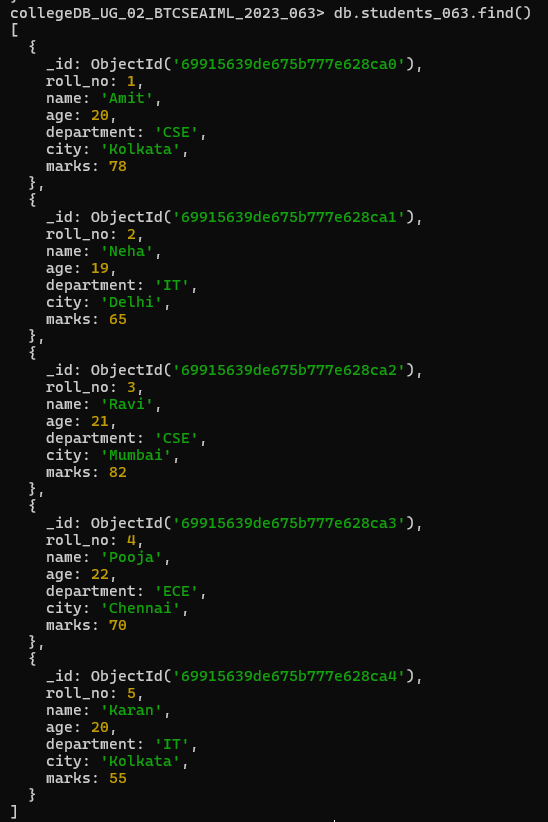 collegeDB_UG_02_BTCSEAIML_2023_063> db.students_063.find()
[
  {
    _id: ObjectId('69915639de675b777e628ca0'),
    roll_no: 1,
    name: 'Amit',
    age: 20,
    department: 'CSE',
    city: 'Kolkata',
    marks: 78
  },
  {
    _id: ObjectId('69915639de675b777e628ca1'),
    roll_no: 2,
    name: 'Neha',
    age: 19,
    department: 'IT',
    city: 'Delhi',
    marks: 65
  },
  {
    _id: ObjectId('69915639de675b777e628ca2'),
    roll_no: 3,
    name: 'Ravi',
    age: 21,
    department: 'CSE',
    city: 'Mumbai',
    marks: 82
  },
  {
    _id: ObjectId('69915639de675b777e628ca3'),
    roll_no: 4,
    name: 'Pooja',
    age: 22,
    department: 'ECE',
    city: 'Chennai',
    marks: 70
  },
  {
    _id: ObjectId('69915639de675b777e628ca4'),
    roll_no: 5,
    name: 'Karan',
    age: 20,
    department: 'IT',
    city: 'Kolkata',
    marks: 55
  }
]